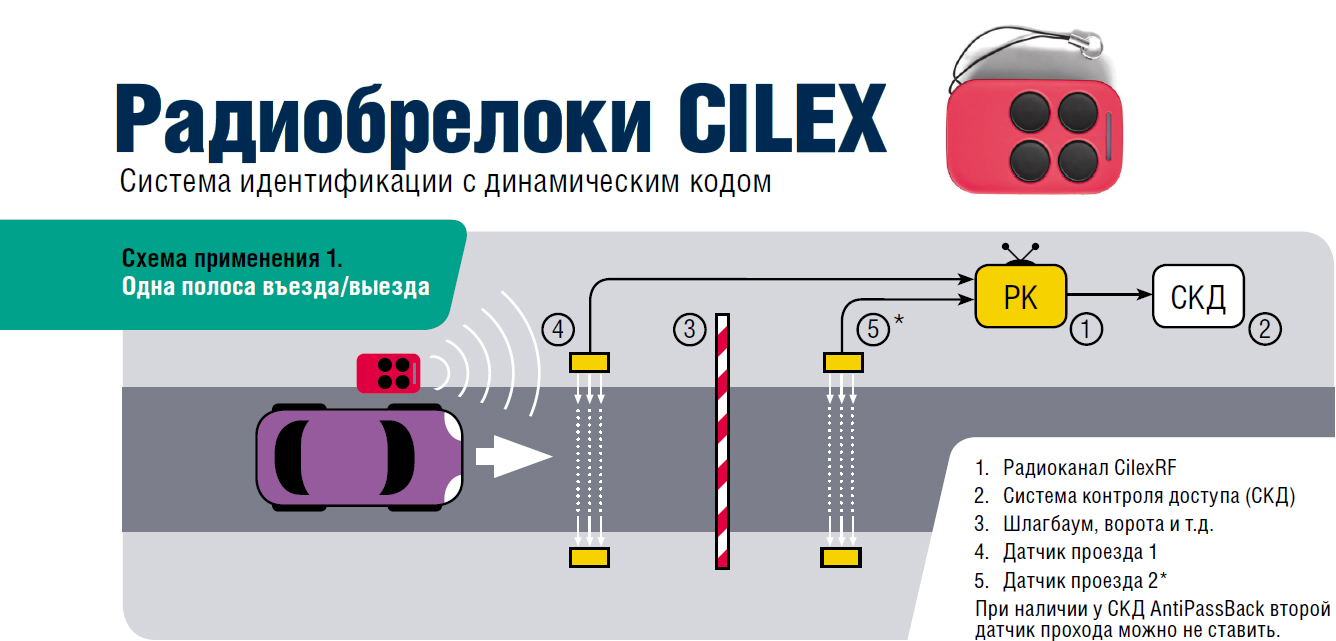 Радиобрелоки CILEX
Система идентификации с динамическим кодом
Схема применения 1.
Одна полоса въезда/выезда
4
3
5 *
РК
1
СКД
2
1. Радиоканал CilexRF
2. Система контроля доступа (СКД)
3. Шлагбаум, ворота и т.д.
4. Датчик проезда 1
5. Датчик проезда 2*
При наличии у СКД AntiPassBack второй
датчик прохода можно не ставить.